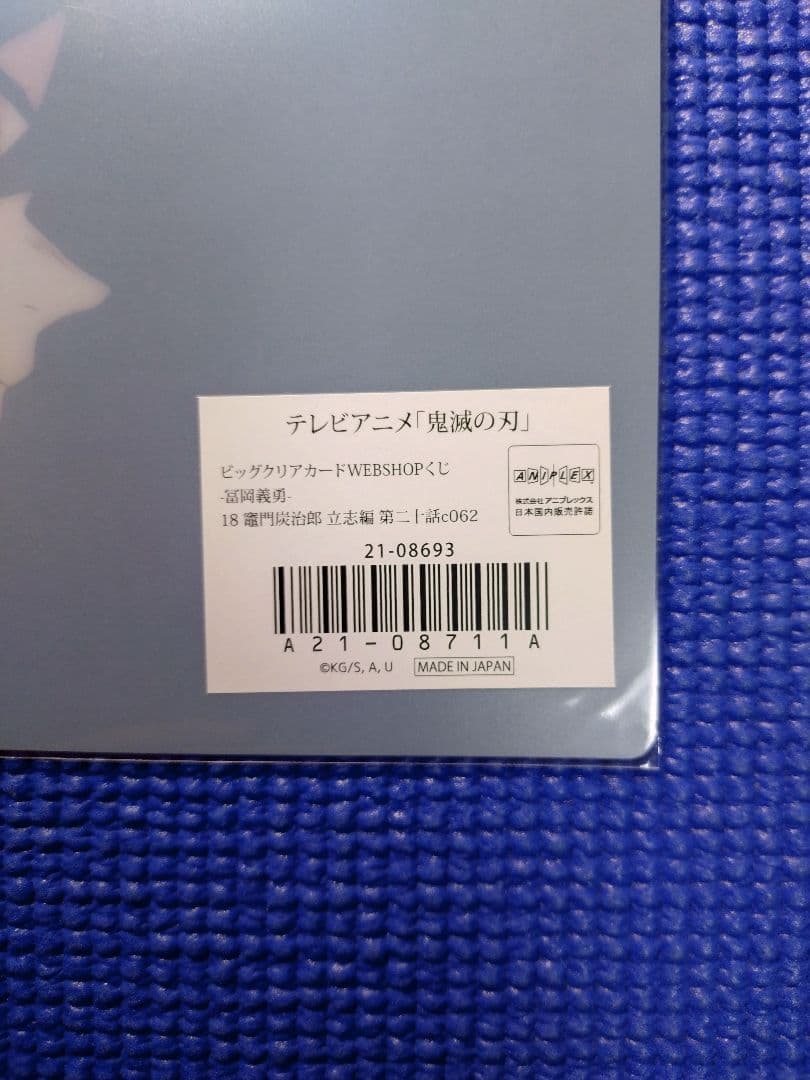 テレビアニメ「鬼滅の刃」
ビッグクリアカードWEBSHOPくじ
-冨岡義勇-
18 竈門炭治郎 立志編 第二十話c062
ANIPLEX
株式会社アニプレックス
日本国内販売許諾
21-08693
A21-08711A
©KG/S, A, U MADE IN JAPAN